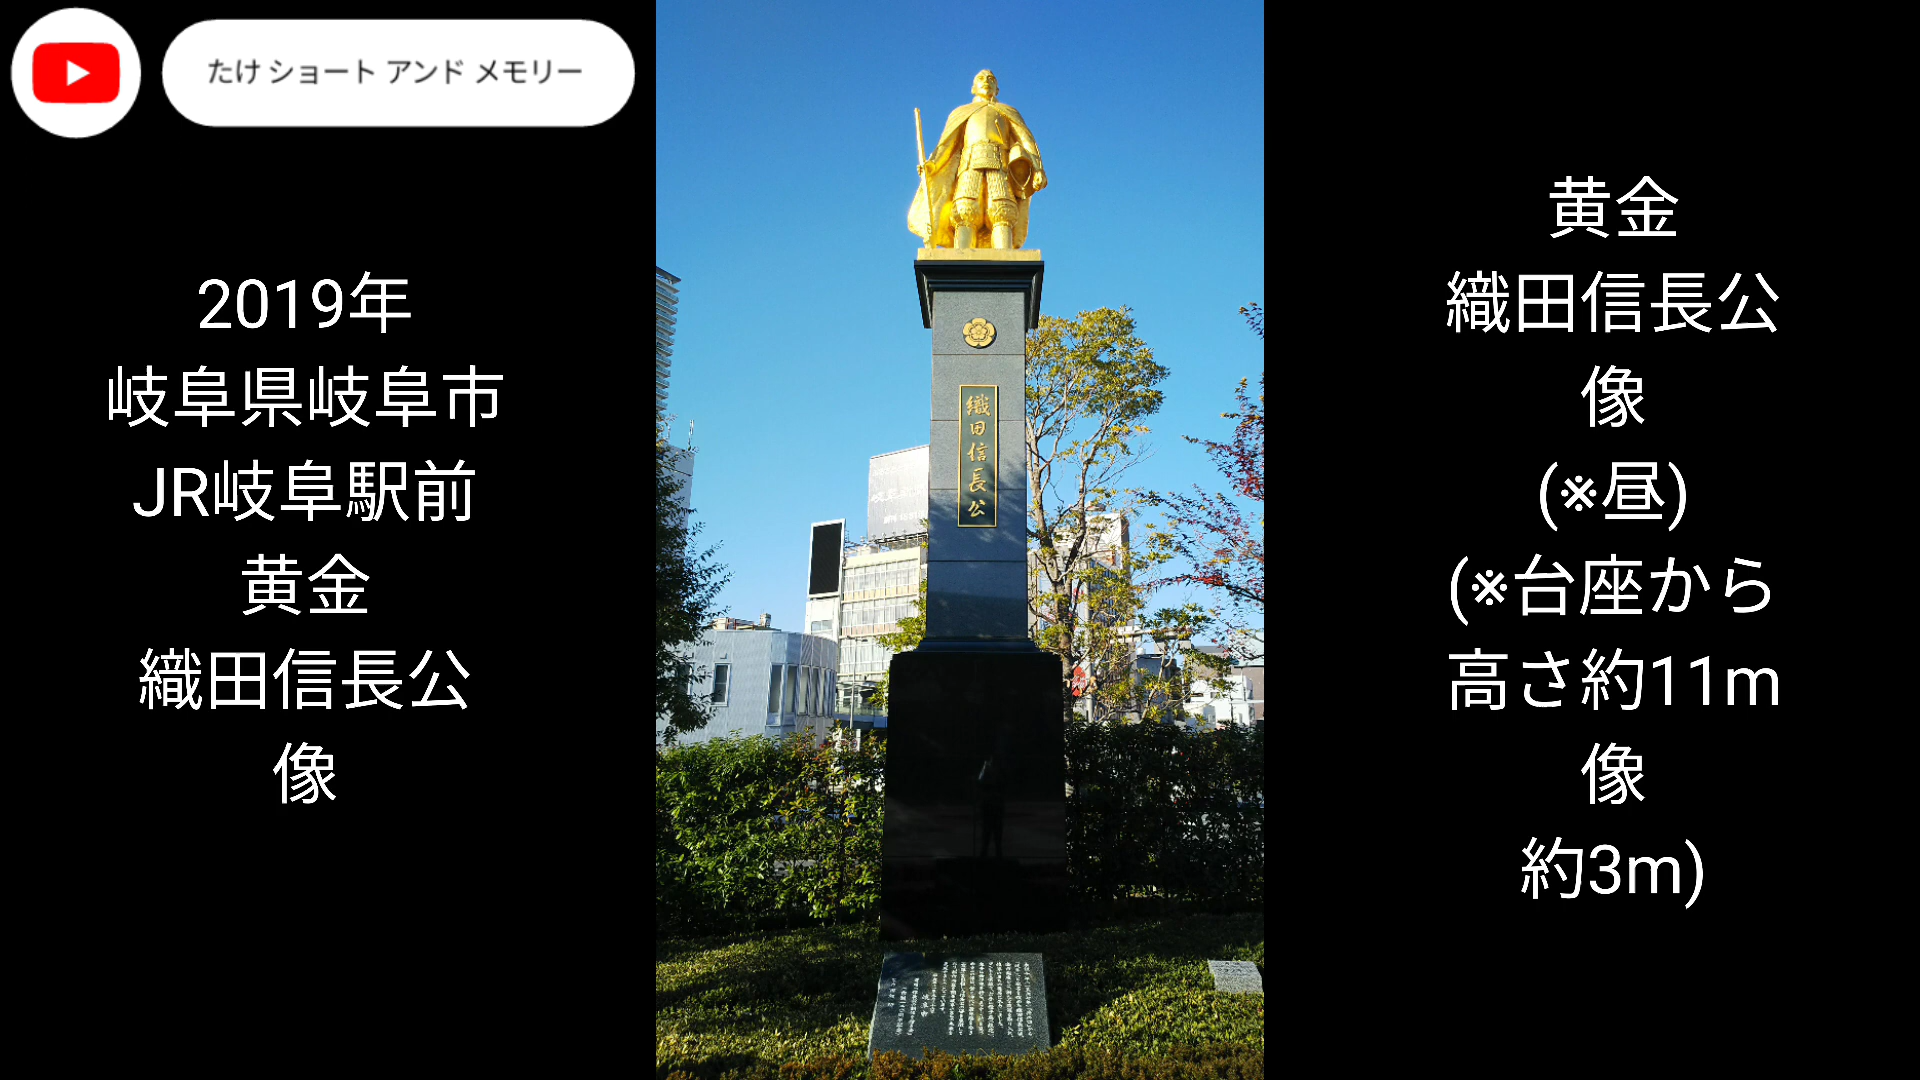 たけ ショート アンド メモリー
2019年
岐阜県岐阜市
JR岐阜駅前
黄金
織田信長公
像
織田信長公
黄金
織田信長公
像
(※昼)
(※台座から
高さ約11m
像
約3m)